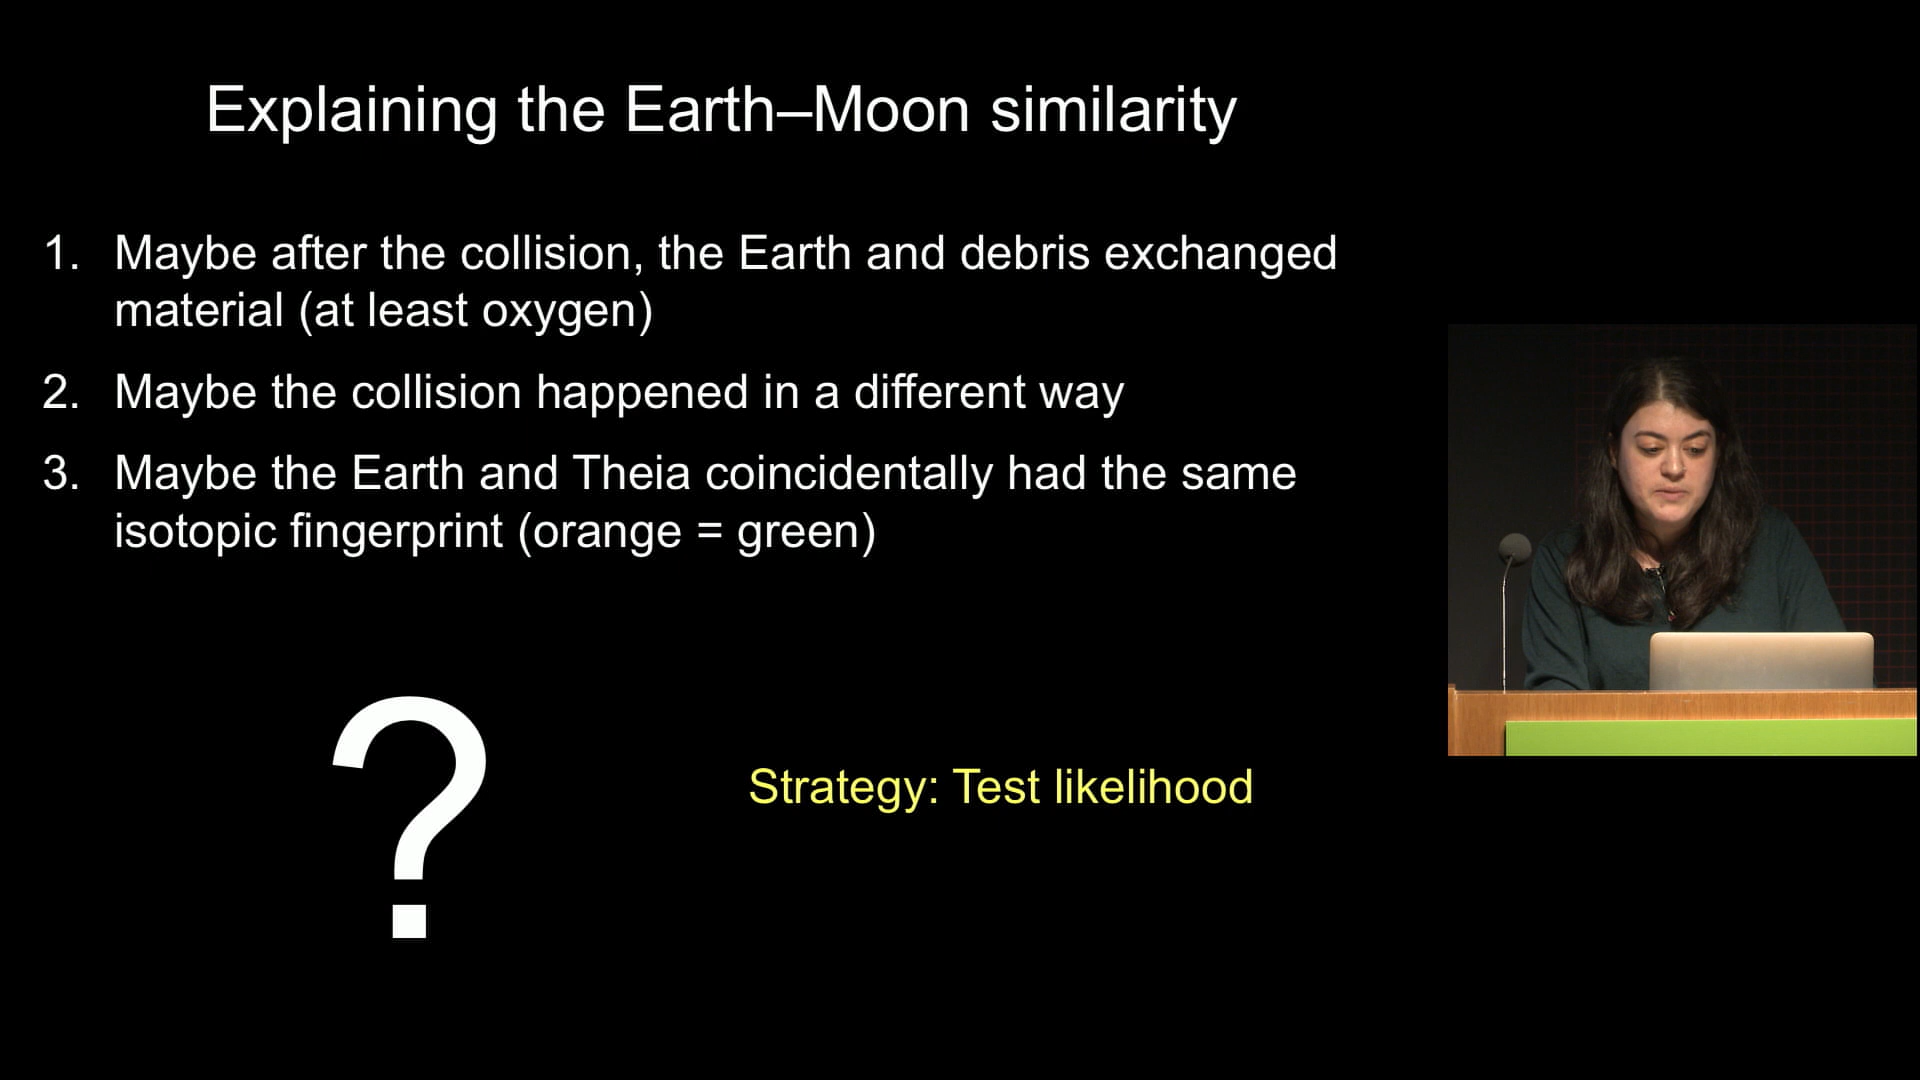 Explaining the Earth–Moon similarity
1. Maybe after the collision, the Earth and debris exchanged
material (at least oxygen)
2. Maybe the collision happened in a different way
3. Maybe the Earth and Theia coincidentally had the same
isotopic fingerprint (orange = green)
?
Strategy: Test likelihood